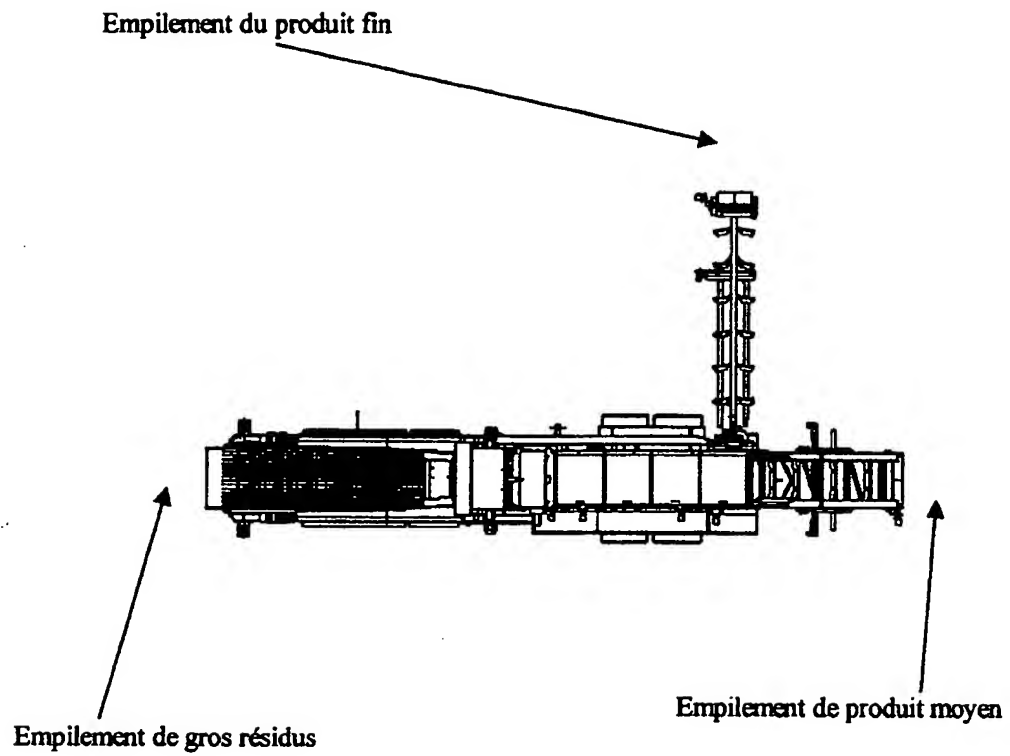 Empilement du produit fin
Empilement de produit moyen
Empilement de gros résidus